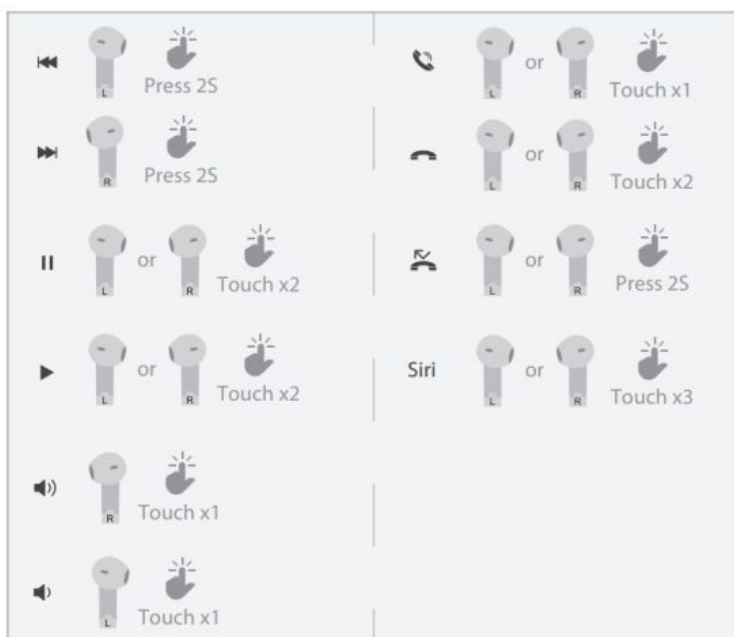 L
Press 2S
R
Press 2S
L or R
Touch x2
L or R
Touch x2
R
Touch x1
L
Touch x1
L or R
Touch x1
L or R
Touch x2
L or R
Press 2S
Siri L or R
Touch x3